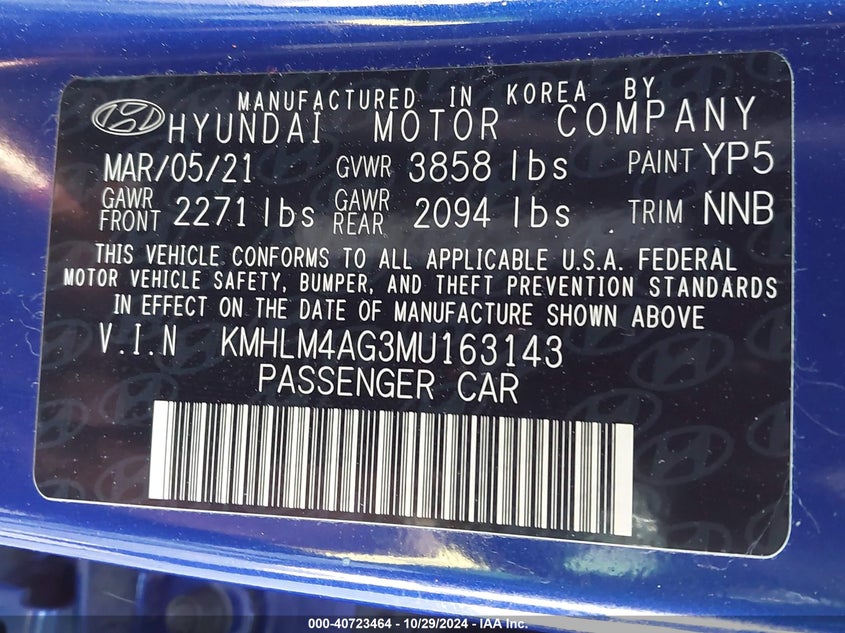 MANUFACTURED IN KOREA BY
HYUNDAI MOTOR COMPANY
MAR/05/21 GVWR 3858 lbs PAINT YP5
GAWR FRONT 2271 lbs GAWR REAR 2094 lbs TRIM NNB
THIS VEHICLE CONFORMS TO ALL APPLICABLE U.S.A. FEDERAL
MOTOR VEHICLE SAFETY, BUMPER, AND THEFT PREVENTION STANDARDS
IN EFFECT ON THE DATE OF MANUFACTURE SHOWN ABOVE
V.I.N KMHLM4AG3MU163143
PASSENGER CAR
000-40723464 - 10/29/2024 - IAA Inc.